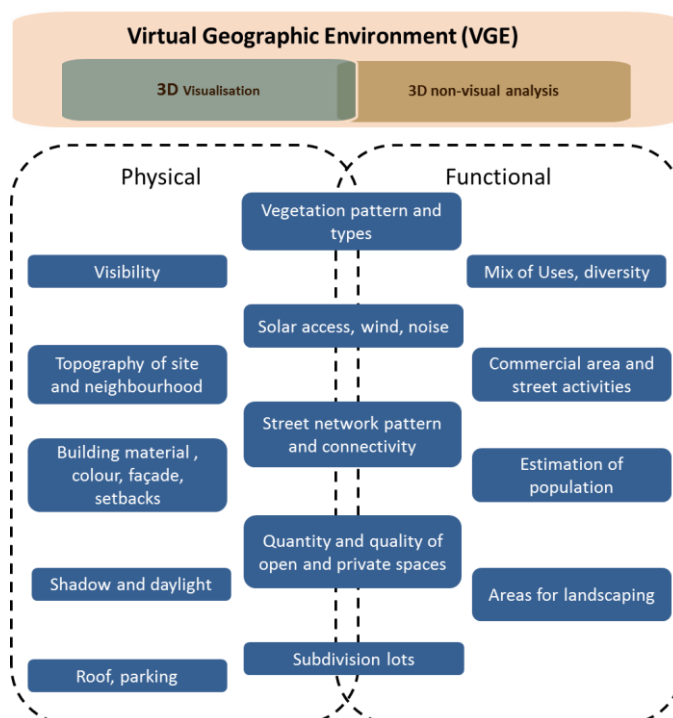 Virtual Geographic Environment (VGE)
3D Visualisation
3D non-visual analysis
Physical
Functional
Vegetation pattern and
types
Visibility
Mix of Uses, diversity
Solar access, wind, noise
Topography of site
and neighbourhood
Commercial area and
street activities
Street network pattern
and connectivity
Building material ,
colour, façade,
setbacks
Estimation of
population
Quantity and quality of
open and private spaces
Shadow and daylight
Areas for landscaping
Subdivision lots
Roof, parking